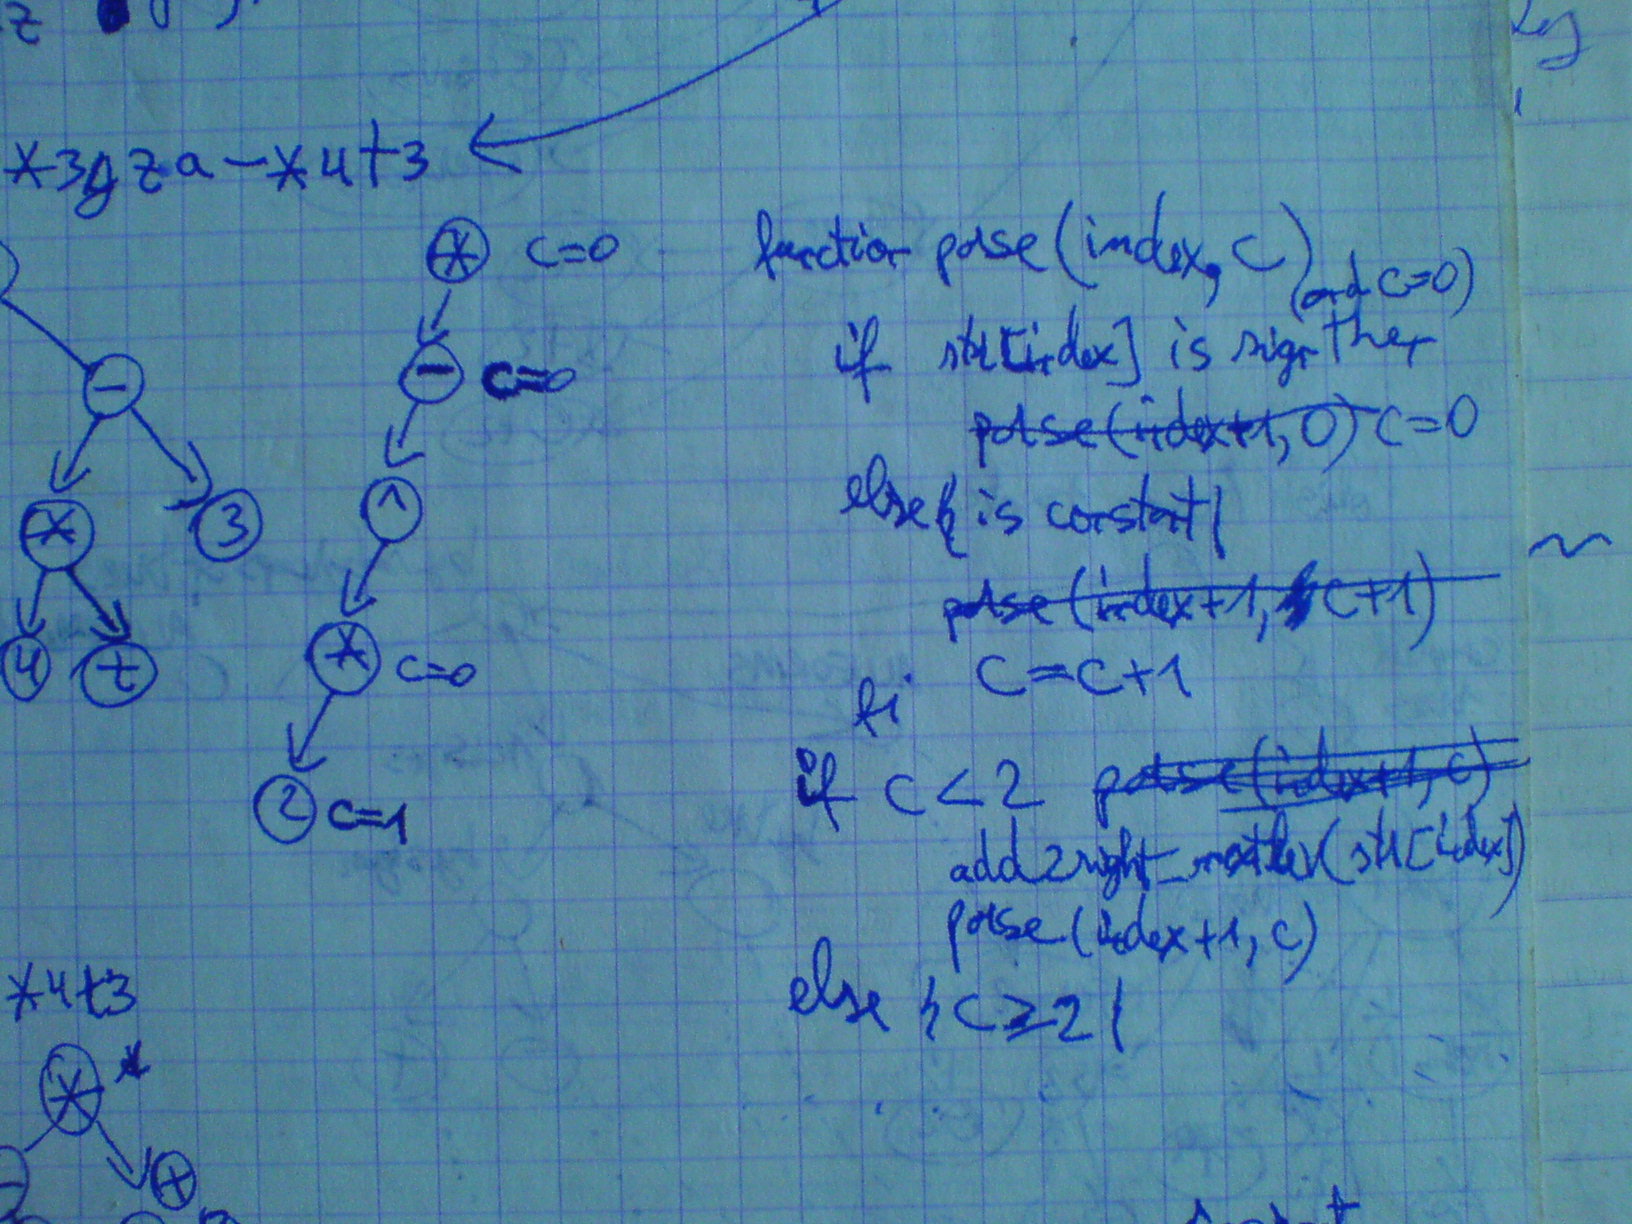 *3gza-*4t3
* c=0
function parse(index, c)
(and c=0)
if str[index] is sign then
- - c=0
parse(index+1, 0) c=0
^
* 3
else { is constant }
parse(index+1, c+1)
4 t * c=0
c=c+1
fi
2 c=1
if c<2 parse(index+1, c)
add2right_mother(str[index])
parse(index+1, c)
*4t3
else { c≥2 }
* *
+